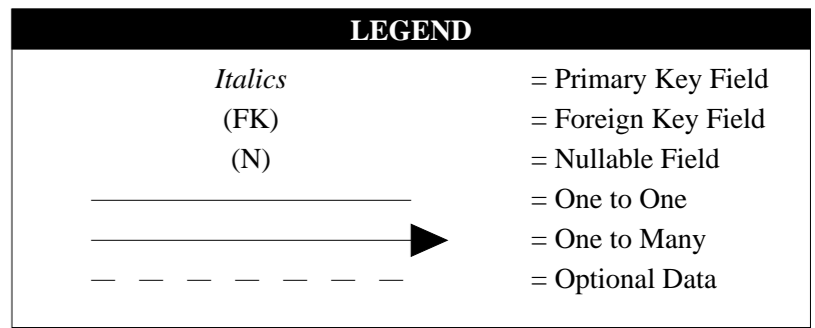 LEGEND
Italics = Primary Key Field
(FK) = Foreign Key Field
(N) = Nullable Field
= One to One
= One to Many
= Optional Data